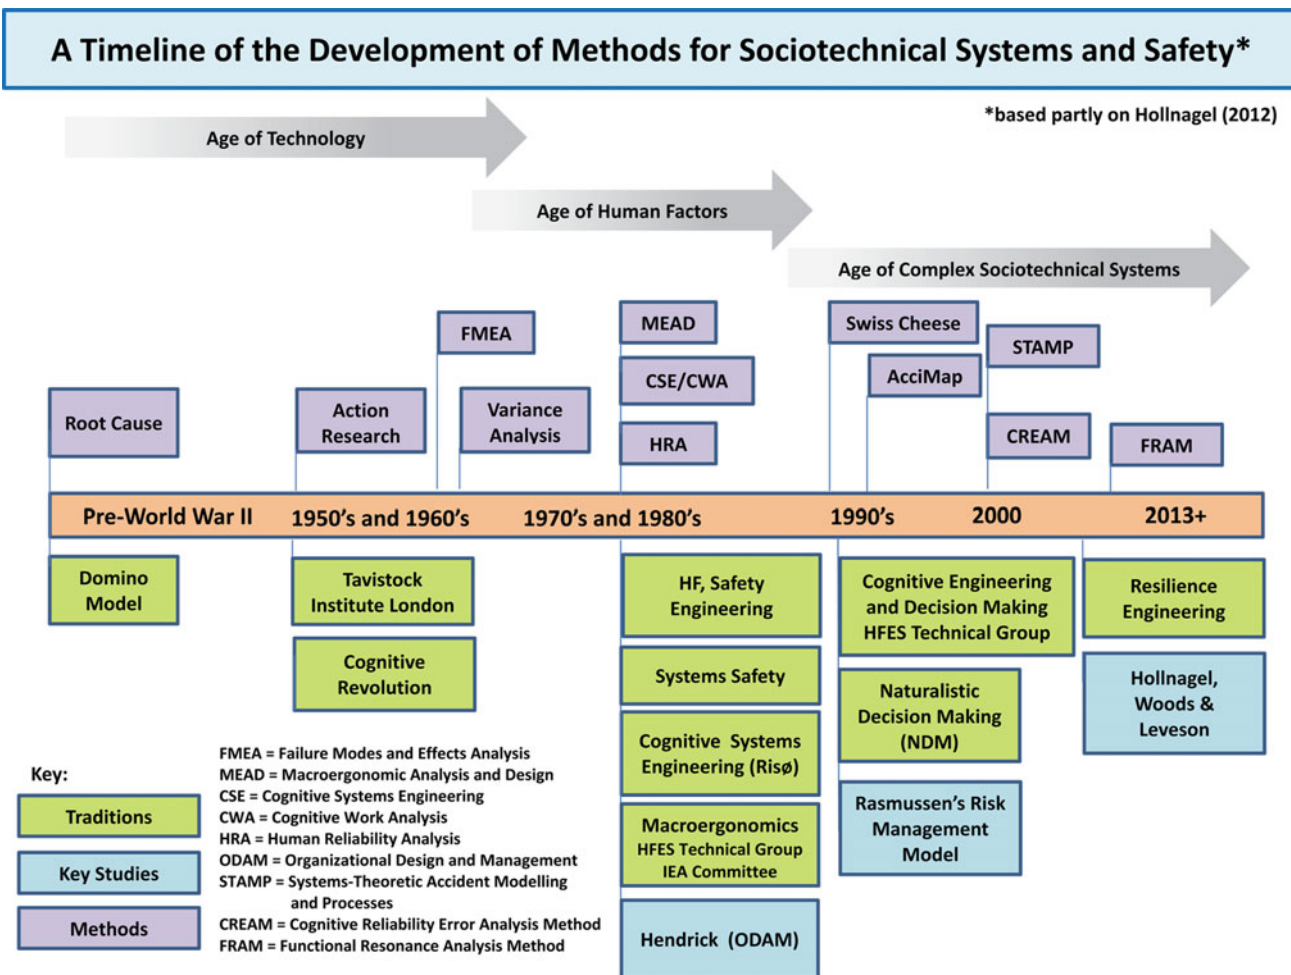 A Timeline of the Development of Methods for Sociotechnical Systems and Safety*
*based partly on Hollnagel (2012)
Age of Technology
Age of Human Factors
Age of Complex Sociotechnical Systems
Root Cause
Action
Research
FMEA
Variance
Analysis
MEAD
CSE/CWA
HRA
Swiss Cheese
AcciMap
STAMP
CREAM
FRAM
Pre-World War II
1950's and 1960's
1970's and 1980's
1990's
2000
2013+
Domino
Model
Tavistock
Institute London
Cognitive
Revolution
HF, Safety
Engineering
Systems Safety
Cognitive Systems
Engineering (Risø)
Macroergonomics
HFES Technical Group
IEA Committee
Hendrick (ODAM)
Cognitive Engineering
and Decision Making
HFES Technical Group
Naturalistic
Decision Making
(NDM)
Rasmussen's Risk
Management
Model
Resilience
Engineering
Hollnagel,
Woods &
Leveson
Key:
Traditions
Key Studies
Methods
FMEA = Failure Modes and Effects Analysis
MEAD = Macroergonomic Analysis and Design
CSE = Cognitive Systems Engineering
CWA = Cognitive Work Analysis
HRA = Human Reliability Analysis
ODAM = Organizational Design and Management
STAMP = Systems-Theoretic Accident Modelling
and Processes
CREAM = Cognitive Reliability Error Analysis Method
FRAM = Functional Resonance Analysis Method